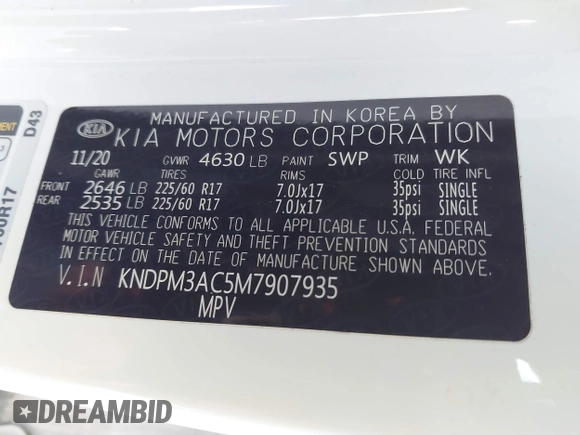 MANUFACTURED IN KOREA BY
KIA KIA MOTORS CORPORATION
11/20 GVWR 4630 LB PAINT SWP TRIM WK
GAWR TIRES RIMS COLD TIRE INFL
FRONT 2646 LB 225/60 R17 7.0Jx17 35psi SINGLE
REAR 2535 LB 225/60 R17 7.0Jx17 35psi SINGLE
THIS VEHICLE CONFORMS TO ALL APPLICABLE U.S.A. FEDERAL
MOTOR VEHICLE SAFETY AND THEFT PREVENTION STANDARDS
IN EFFECT ON THE DATE OF MANUFACTURE SHOWN ABOVE.
V.I.N KNDPM3AC5M7907935
MPV
D43
DREAMBID